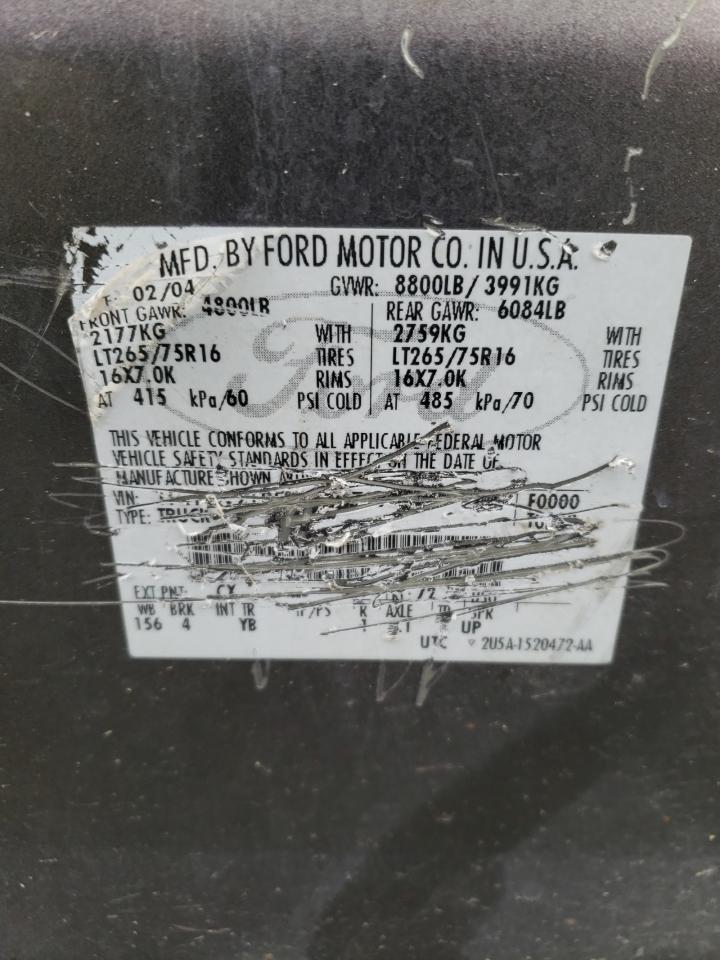 MFD. BY FORD MOTOR CO. IN U.S.A.
02/04 GVWR: 8800LB/ 3991KG
FRONT GAWR: 4800LB REAR GAWR: 6084LB
2177KG WITH 2759KG WITH
LT265/75R16 TIRES LT265/75R16 TIRES
16X7.0K RIMS 16X7.0K RIMS
AT 415 kPa/60 PSI COLD AT 485 kPa/70 PSI COLD
Ford
THIS VEHICLE CONFORMS TO ALL APPLICABLE FEDERAL MOTOR
VEHICLE SAFETY STANDARDS IN EFFECT ON THE DATE OF
MANUFACTURE SHOWN
VIN: F0000
TYPE: TRUCK
EXT PNT: CX
WB BRK INT TR AXLE SPR
156 4 YB UP
UTC ▽ 2U5A-1520472-AA